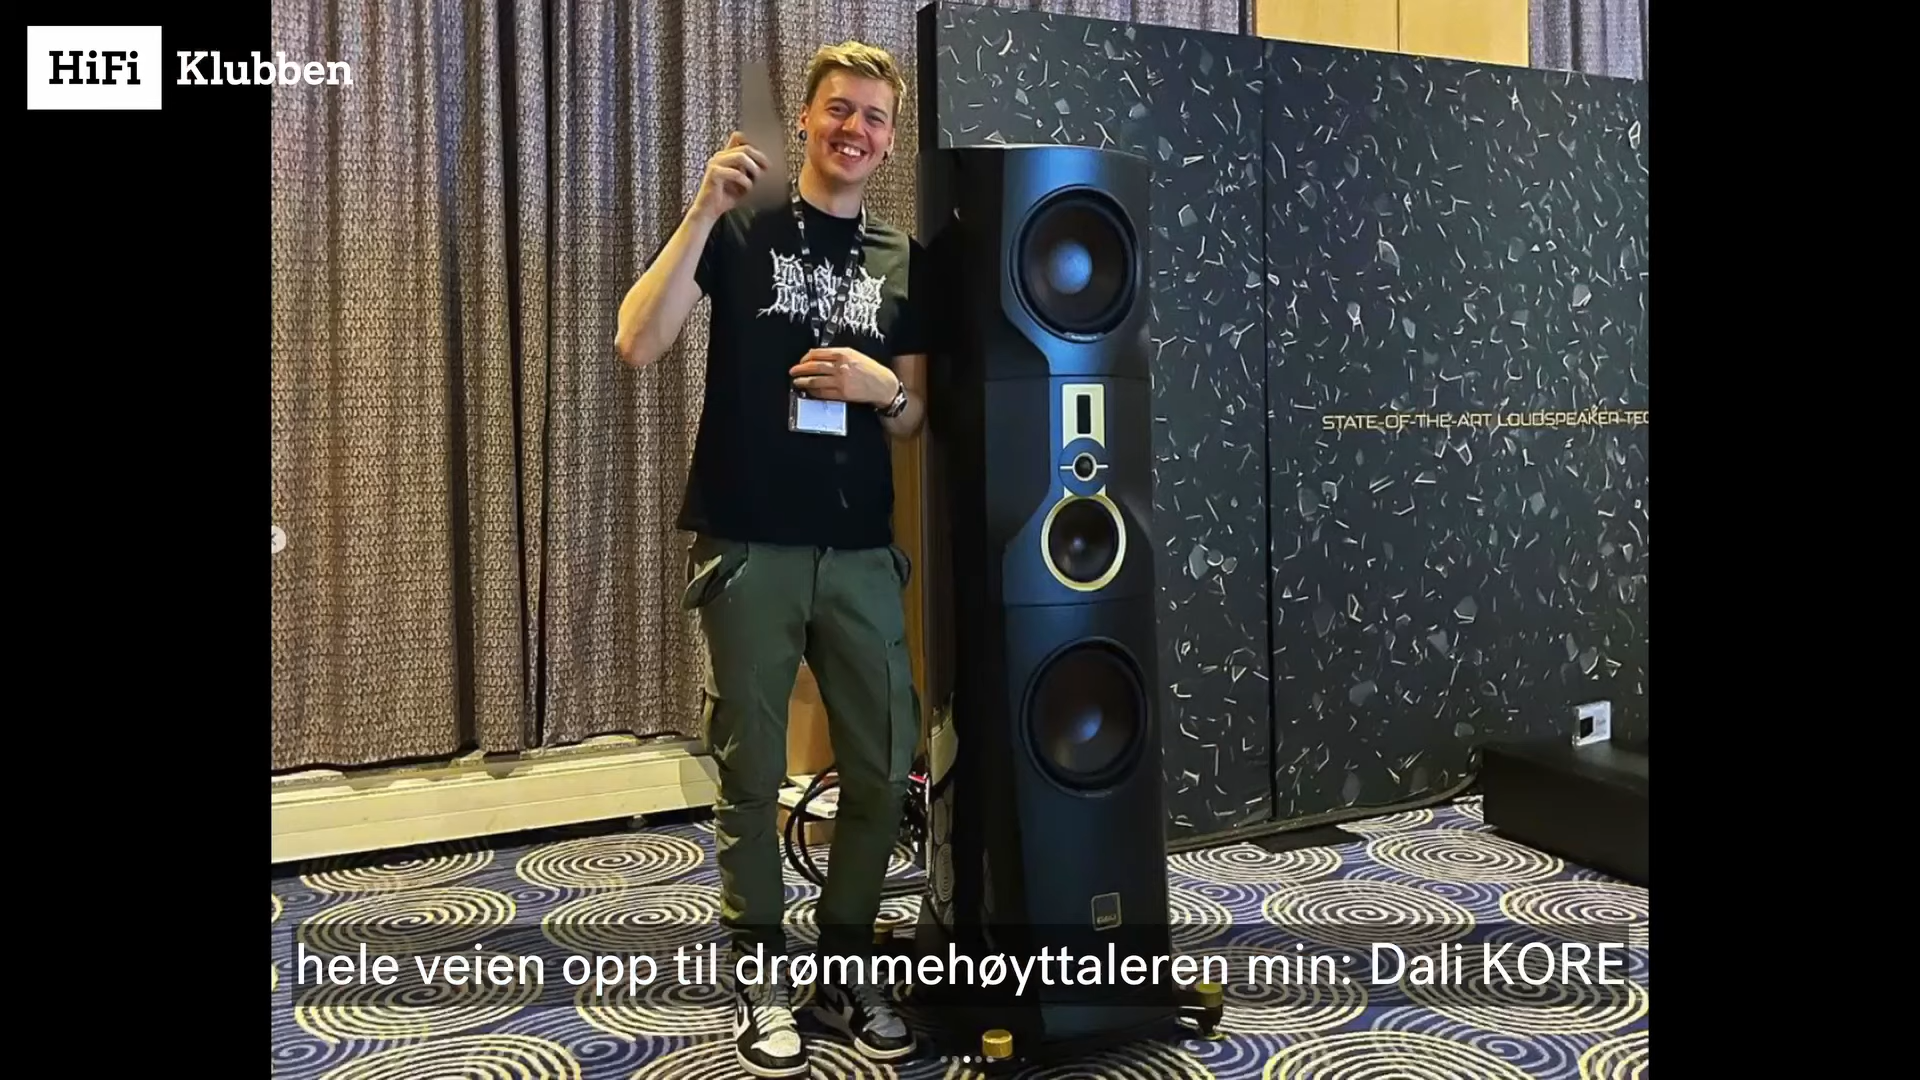 HiFi Klubben
STATE-OF-THE-ART LOUDSPEAKER TEC
hele veien opp til drømmehøyttaleren min: Dali KORE